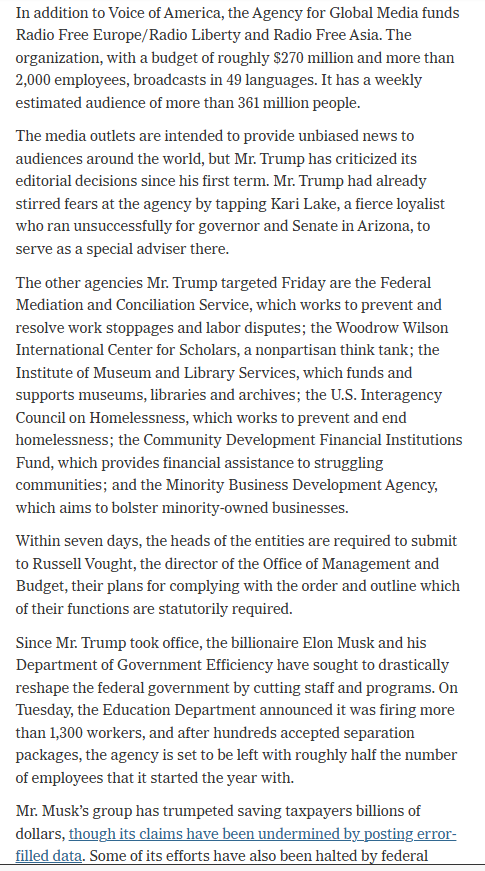 In addition to Voice of America, the Agency for Global Media funds
Radio Free Europe/Radio Liberty and Radio Free Asia. The
organization, with a budget of roughly $270 million and more than
2,000 employees, broadcasts in 49 languages. It has a weekly
estimated audience of more than 361 million people.
The media outlets are intended to provide unbiased news to
audiences around the world, but Mr. Trump has criticized its
editorial decisions since his first term. Mr. Trump had already
stirred fears at the agency by tapping Kari Lake, a fierce loyalist
who ran unsuccessfully for governor and Senate in Arizona, to
serve as a special adviser there.
The other agencies Mr. Trump targeted Friday are the Federal
Mediation and Conciliation Service, which works to prevent and
resolve work stoppages and labor disputes; the Woodrow Wilson
International Center for Scholars, a nonpartisan think tank; the
Institute of Museum and Library Services, which funds and
supports museums, libraries and archives; the U.S. Interagency
Council on Homelessness, which works to prevent and end
homelessness; the Community Development Financial Institutions
Fund, which provides financial assistance to struggling
communities; and the Minority Business Development Agency,
which aims to bolster minority-owned businesses.
Within seven days, the heads of the entities are required to submit
to Russell Vought, the director of the Office of Management and
Budget, their plans for complying with the order and outline which
of their functions are statutorily required.
Since Mr. Trump took office, the billionaire Elon Musk and his
Department of Government Efficiency have sought to drastically
reshape the federal government by cutting staff and programs. On
Tuesday, the Education Department announced it was firing more
than 1,300 workers, and after hundreds accepted separation
packages, the agency is set to be left with roughly half the number
of employees that it started the year with.
Mr. Musk’s group has trumpeted saving taxpayers billions of
dollars, though its claims have been undermined by posting error-
filled data. Some of its efforts have also been halted by federal